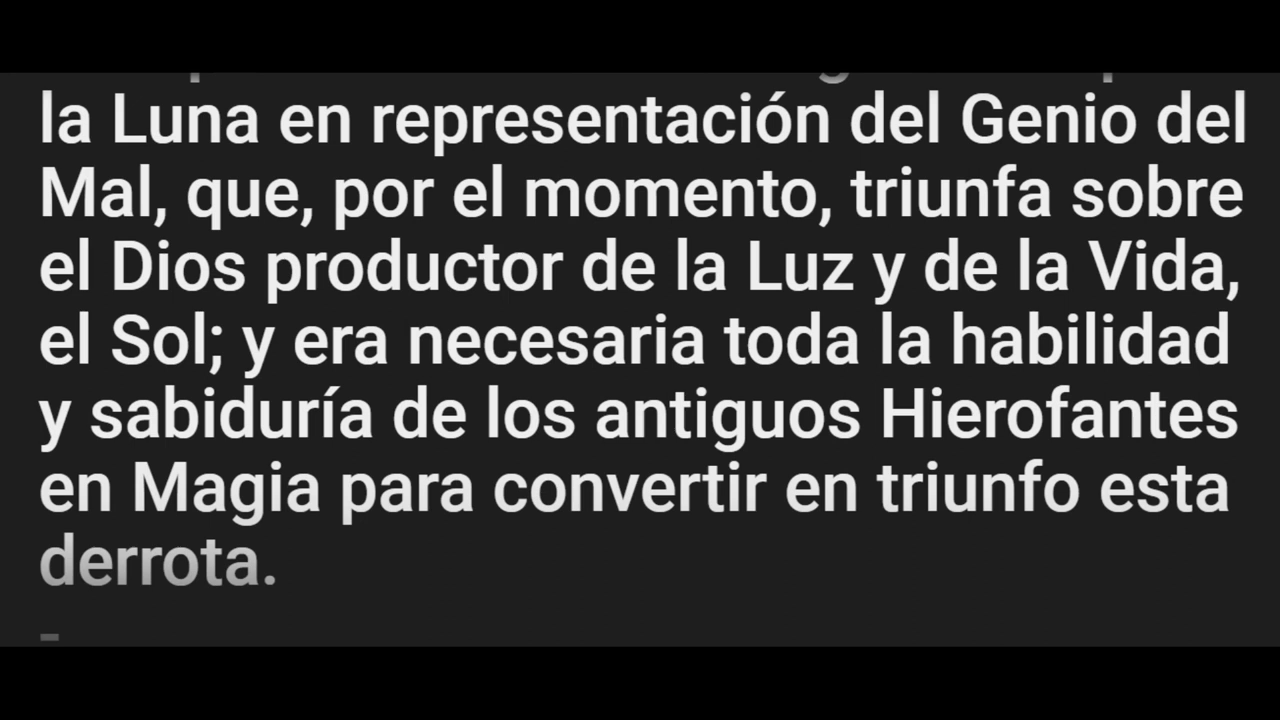 la Luna en representación del Genio del
Mal, que, por el momento, triunfa sobre
el Dios productor de la Luz y de la Vida,
el Sol; y era necesaria toda la habilidad
y sabiduría de los antiguos Hierofantes
en Magia para convertir en triunfo esta
derrota.
-